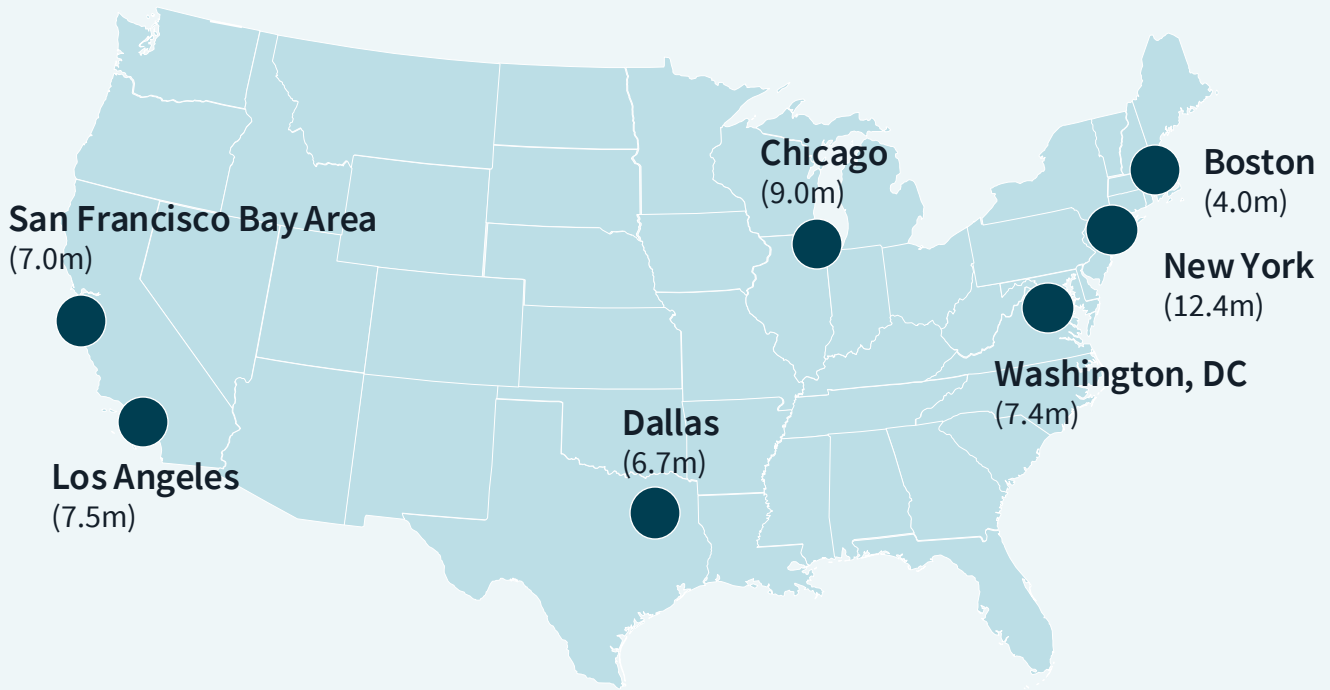 Chicago
(9.0m)
Boston
(4.0m)
San Francisco Bay Area
(7.0m)
New York
(12.4m)
Washington, DC
(7.4m)
Dallas
(6.7m)
Los Angeles
(7.5m)